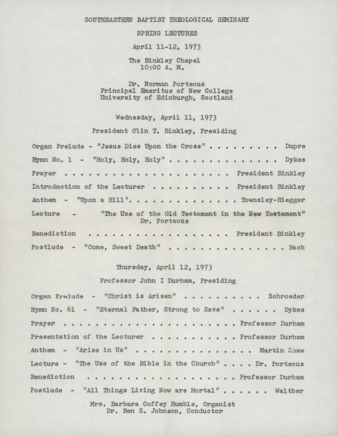 SOUTHEASTERN BAPTIST THEOLOGICAL SEMINARY
SPRING LECTURES
April 11-12, 1973
The Binkley Chapel
10:00 A. M.
Dr. Norman Porteous
Principal Emeritus of New College
University of Edinburgh, Scotland
Wednesday, April 11, 1973
President Olin T. Binkley, Presiding
Organ Prelude - "Jesus Dies Upon the Cross" . . . . . . . . . Dupre
Hymn No. 1 - "Holy, Holy, Holy" . . . . . . . . . . . . . . . Dykes
Prayer . . . . . . . . . . . . . . . . . . . . . President Binkley
Introduction of the Lecturer . . . . . . . . . . . President Binkley
Anthem - "Upon a Hill". . . . . . . . . . . . . . Townsley-Riegger
Lecture - "The Use of the Old Testament in the New Testament"
Dr. Porteous
Benediction . . . . . . . . . . . . . . . . . . . President Binkley
Postlude - "Come, Sweet Death" . . . . . . . . . . . . . . . Bach
Thursday, April 12, 1973
Professor John I Durham, Presiding
Organ Prelude - "Christ is Arisen" . . . . . . . . . . Schroeder
Hymn No. 61 - "Eternal Father, Strong to Save" . . . . . . Dykes
Prayer . . . . . . . . . . . . . . . . . . . . . Professor Durham
Presentation of the Lecturer . . . . . . . . . . . Professor Durham
Anthem - "Arise in Us" . . . . . . . . . . . . . . . Martin Shaw
Lecture - "The Use of the Bible in the Church" . . . . Dr. Porteous
Benediction . . . . . . . . . . . . . . . . . . . Professor Durham
Postlude - "All Things Living Now are Mortal" . . . . . . Walther
Mrs. Barbara Coffey Humble, Organist
Dr. Ben S. Johnson, Conductor